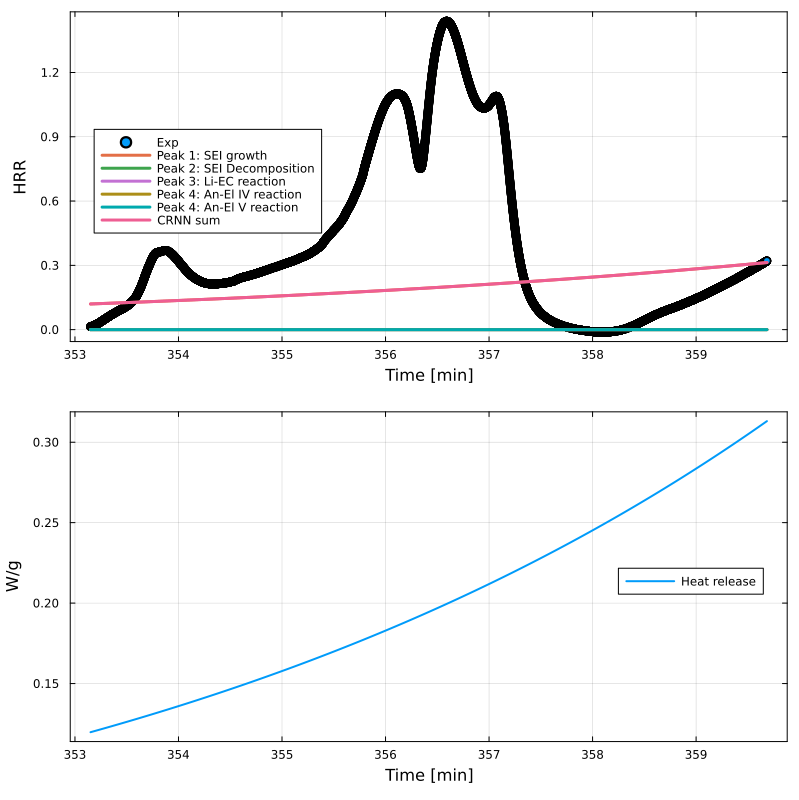 HRR
1.2
0.9
0.6
0.3
0.0
Exp
Peak 1: SEI growth
Peak 2: SEI Decomposition
Peak 3: Li-EC reaction
Peak 4: An-El IV reaction
Peak 4: An-El V reaction
CRNN sum
353 354 355 356 357 358 359
Time [min]
W/g
0.30
0.25
0.20
0.15
Heat release
353 354 355 356 357 358 359
Time [min]